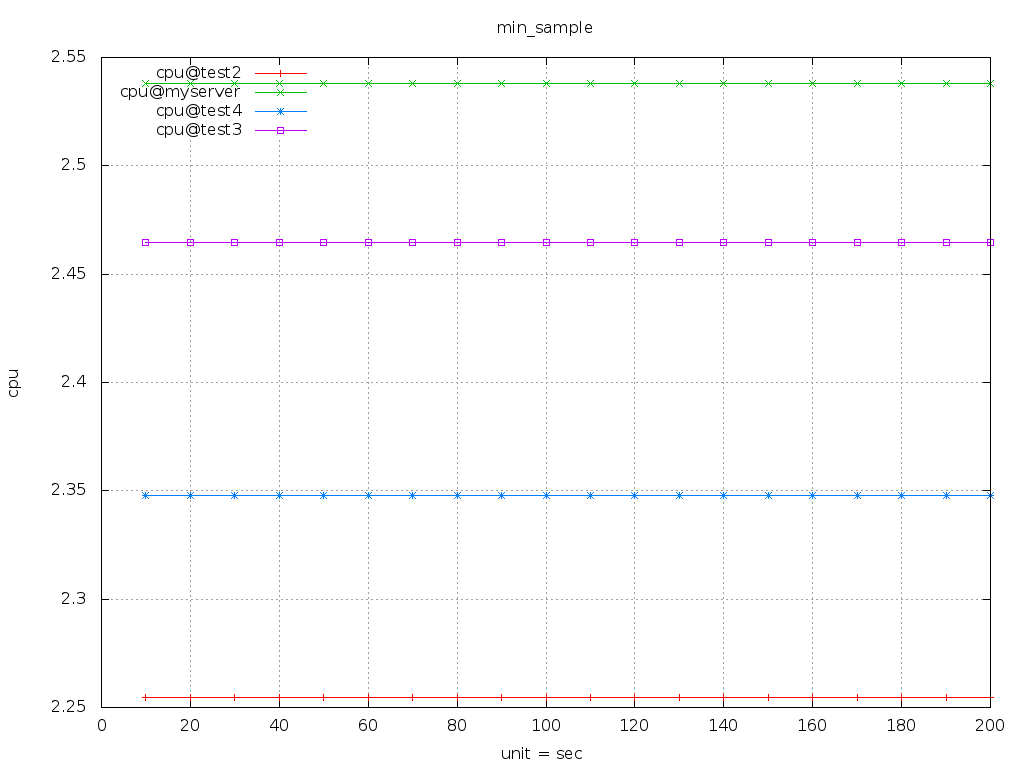 min_sample
2.55
2.5
2.45
2.4
2.35
2.3
2.25
cpu
cpu@test2
cpu@myserver
cpu@test4
cpu@test3
0 20 40 60 80 100 120 140 160 180 200
unit = sec